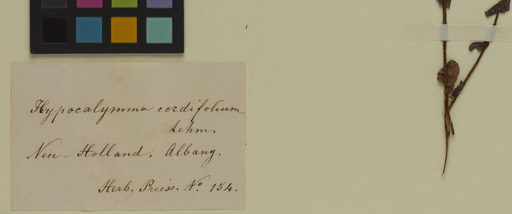 Hypocalymma cordifolium
Lehm.
Neu-Holland. Albany.
Herb. Preiss. No. 154.